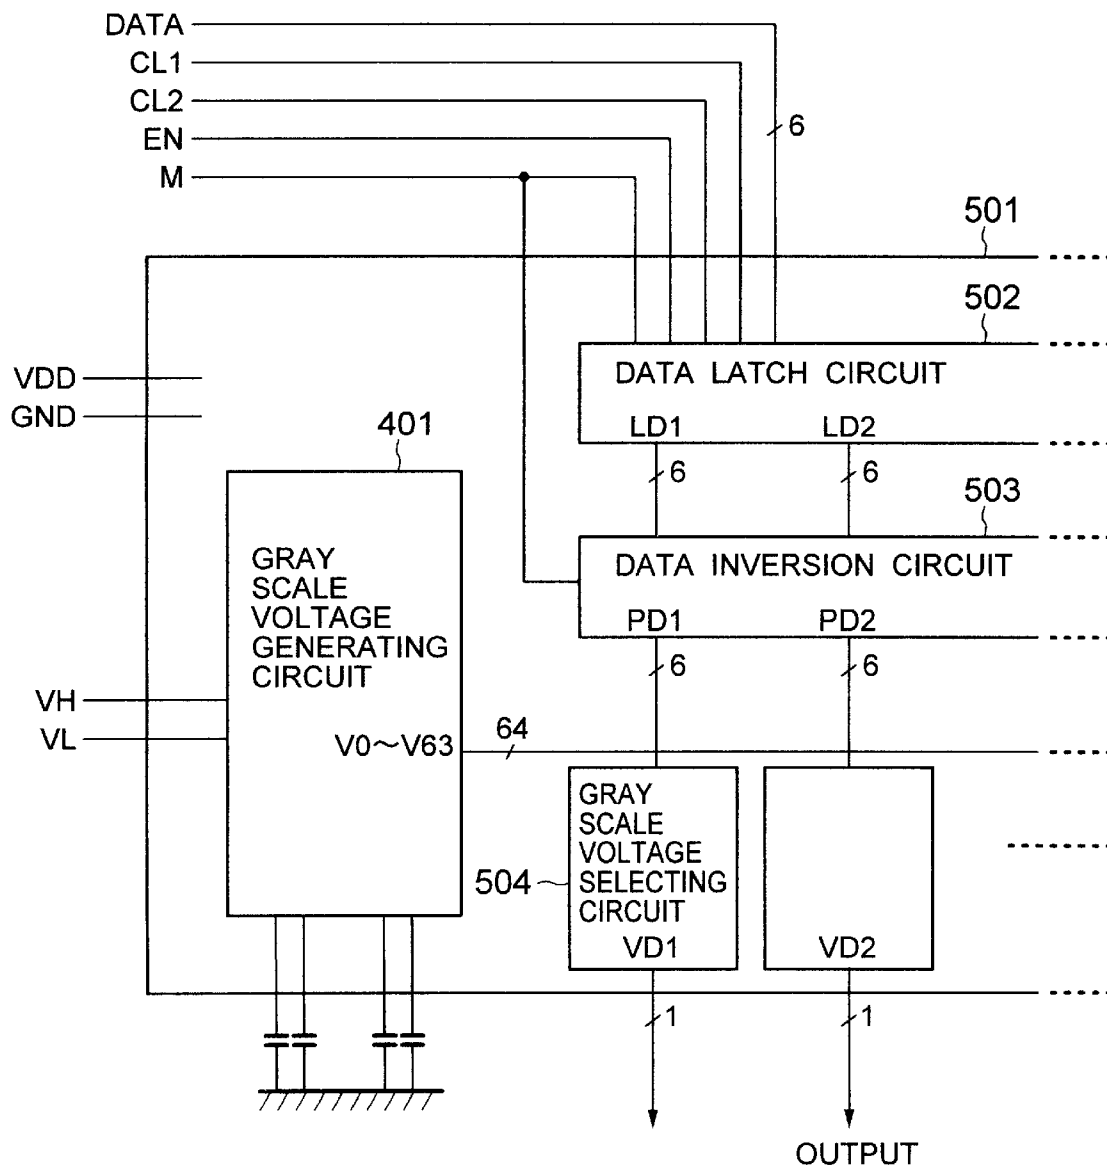 DATA
CL1
CL2
EN
M
6
501
502
VDD
GND
DATA LATCH CIRCUIT
LD1 LD2
401
6 6
503
GRAY
SCALE
VOLTAGE
GENERATING
CIRCUIT
DATA INVERSION CIRCUIT
PD1 PD2
6 6
VH
VL
V0～V63
64
GRAY
SCALE
VOLTAGE
SELECTING
CIRCUIT
504
VD1 VD2
1 1
OUTPUT